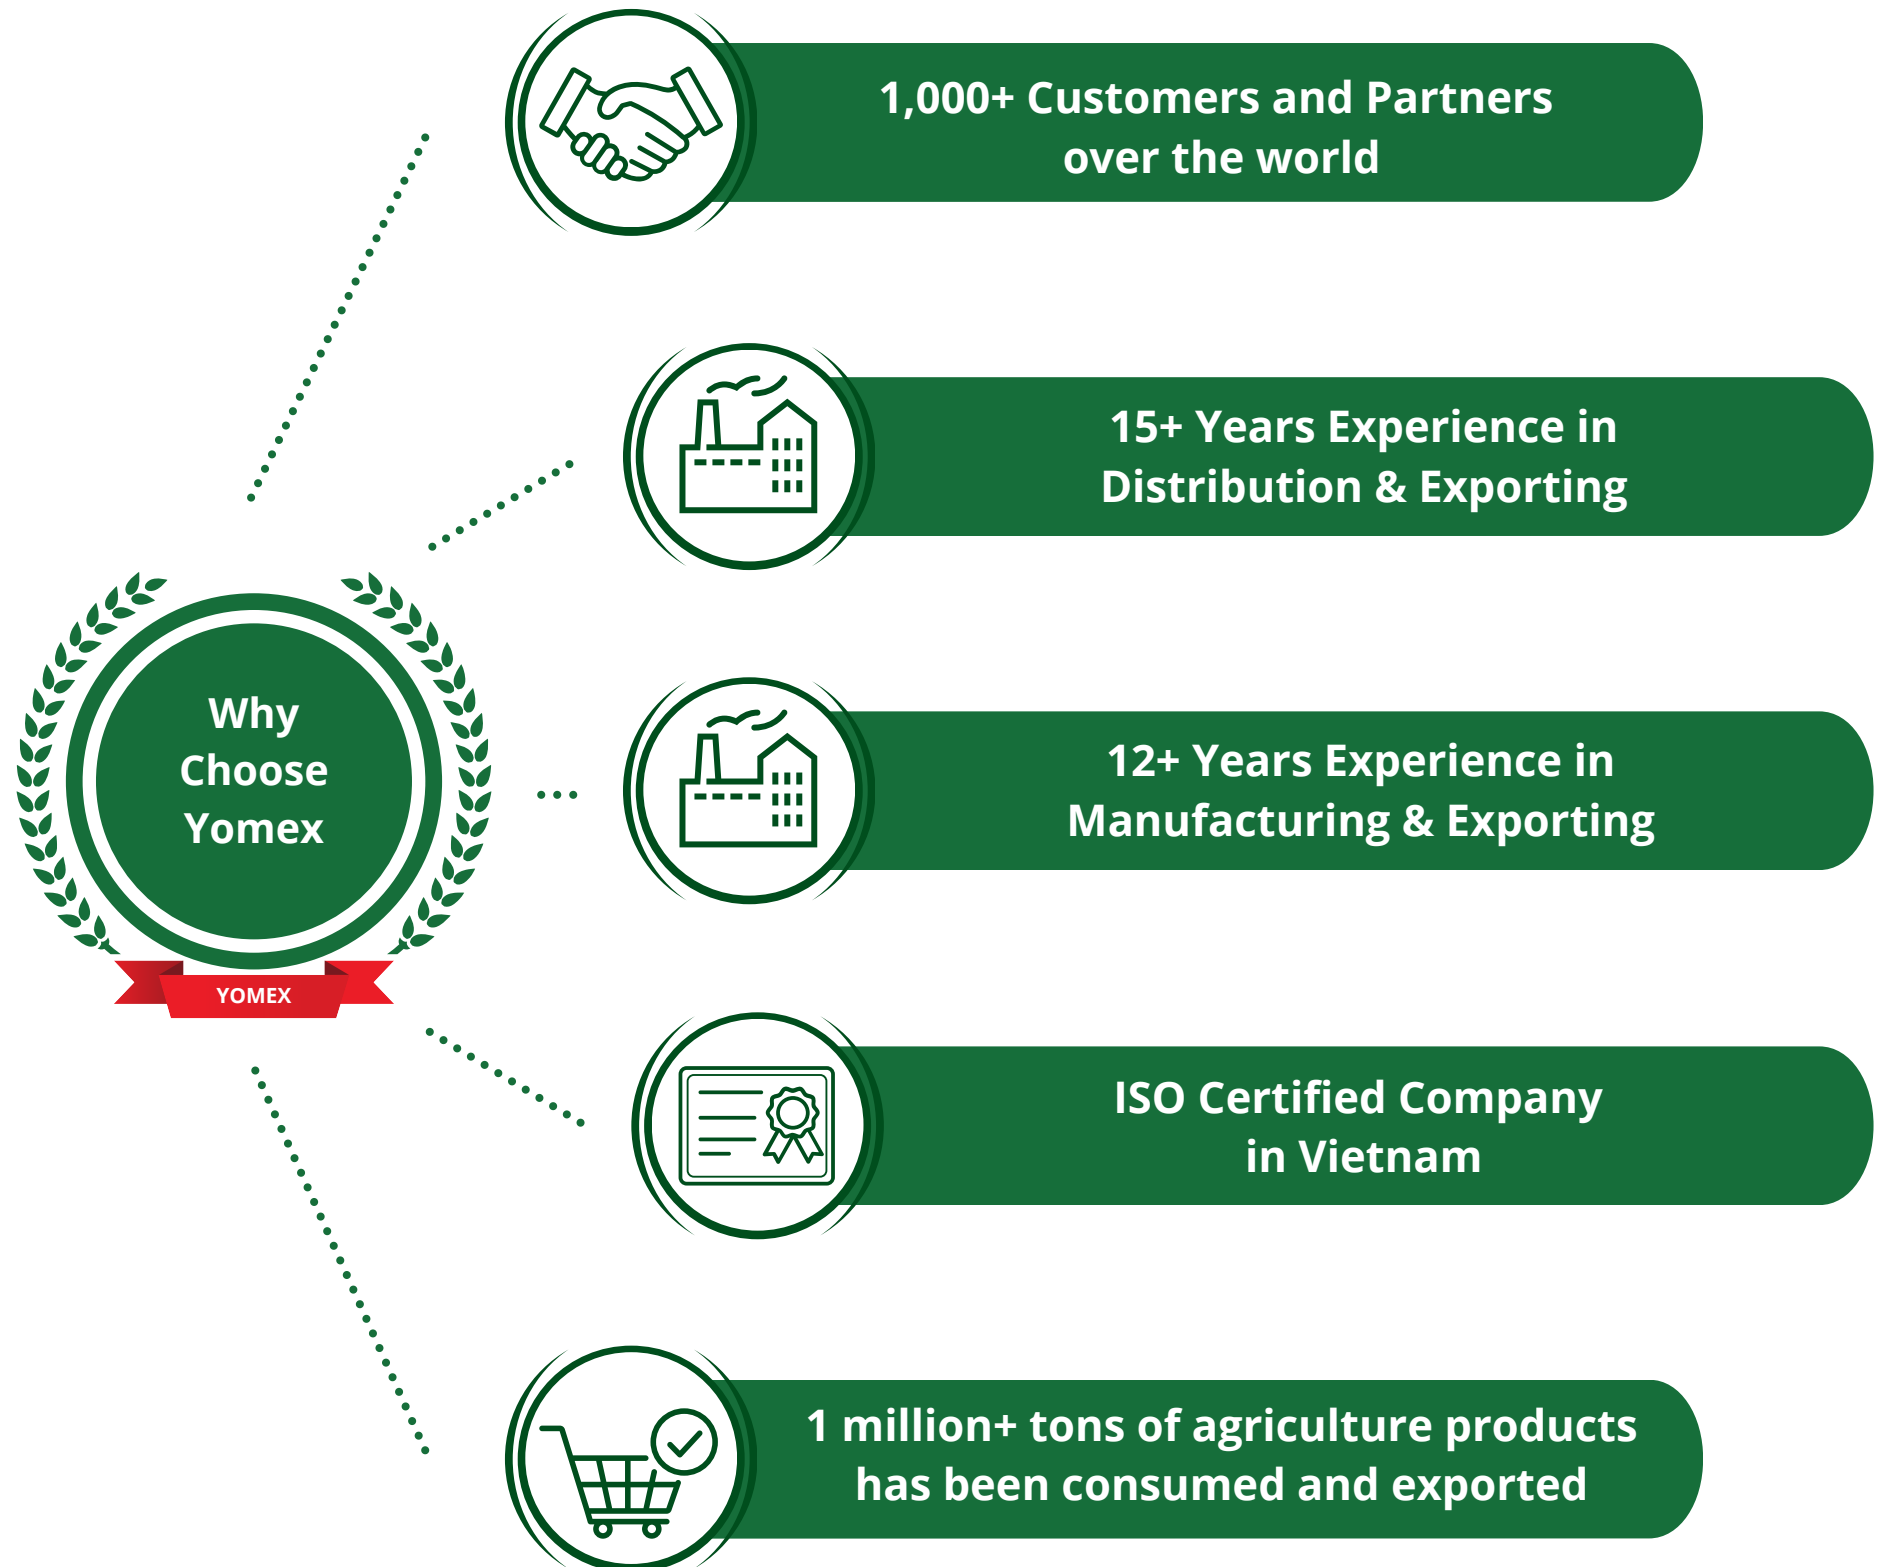 1,000+ Customers and Partners
over the world
15+ Years Experience in
Distribution & Exporting
Why
Choose
Yomex
YOMEX
12+ Years Experience in
Manufacturing & Exporting
ISO Certified Company
in Vietnam
1 million+ tons of agriculture products
has been consumed and exported